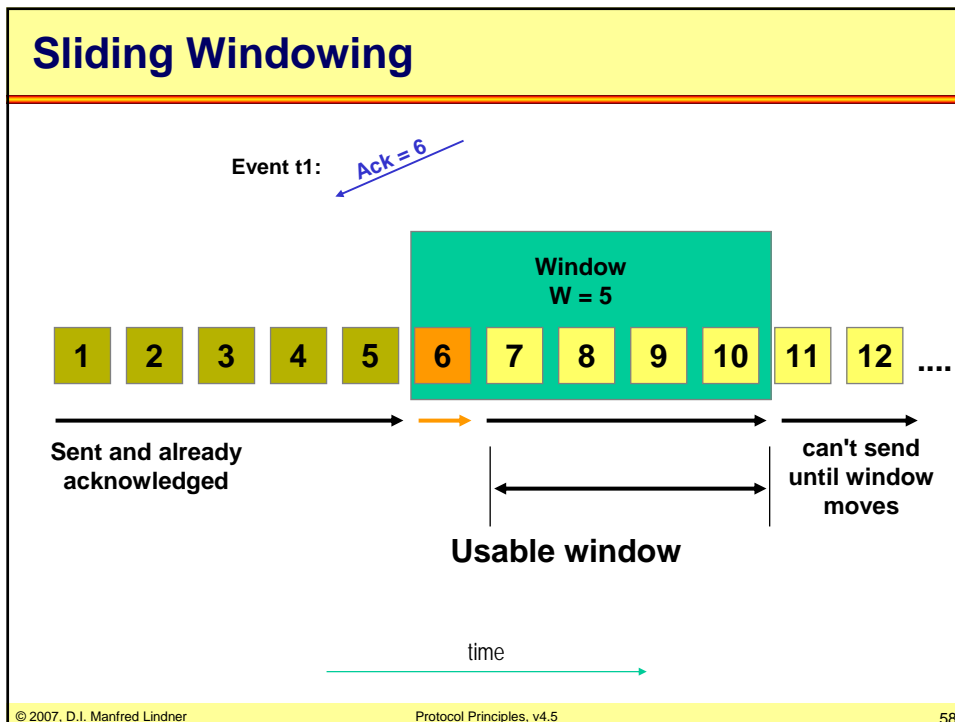 Sliding Windowing
Event t1:
Ack = 6
Window
W = 5
1 2 3 4 5 6 7 8 9 10 11 12 ....
Sent and already
acknowledged
can't send
until window
moves
Usable window
time
© 2007, D.I. Manfred Lindner
Protocol Principles, v4.5
58